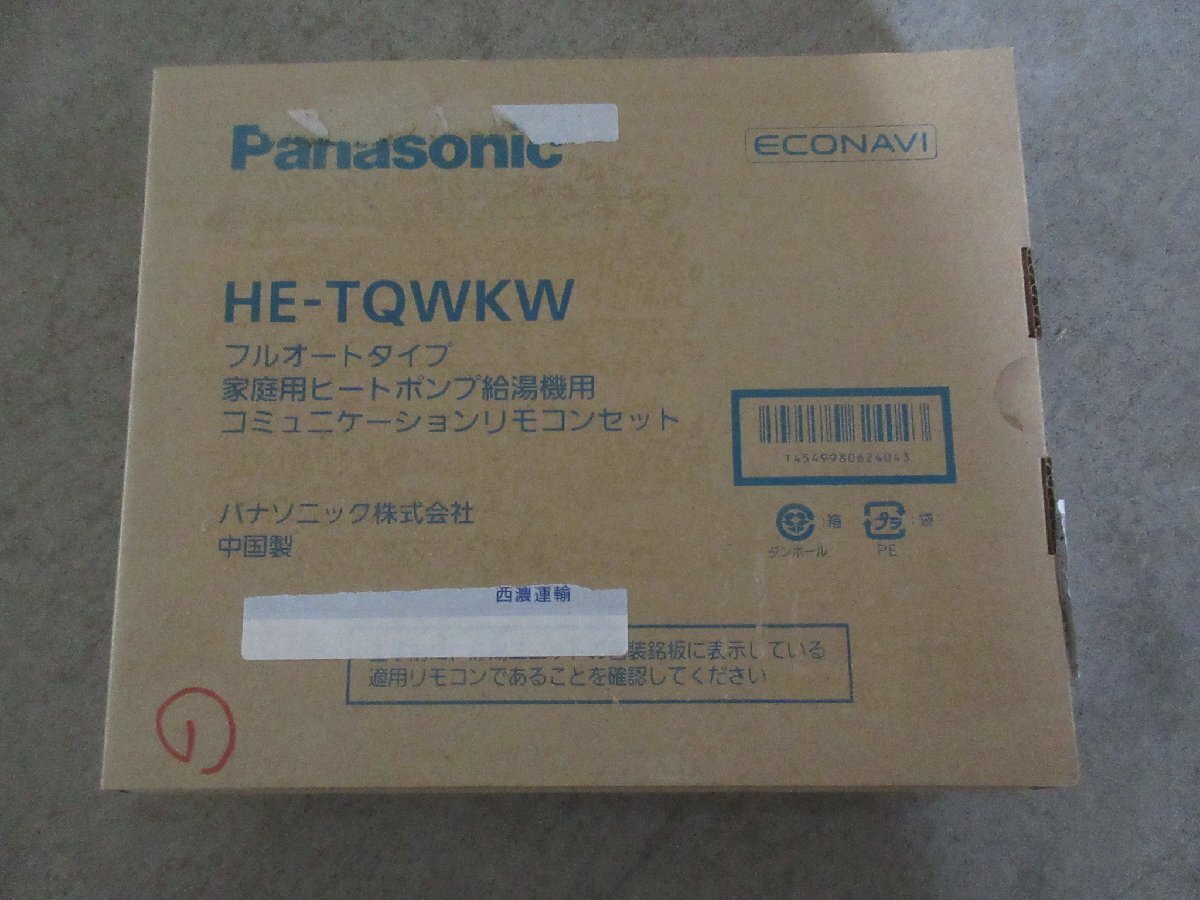 Panasonic
ECONAVI
HE-TQWKW
フルオートタイプ
家庭用ヒートポンプ給湯機用
コミュニケーションリモコンセット
T4549980624043
パナソニック株式会社
中国製
箱
袋
ダンボール
プラ
PE
西濃運輸
包装銘板に表示している
適用リモコンであることを確認してください